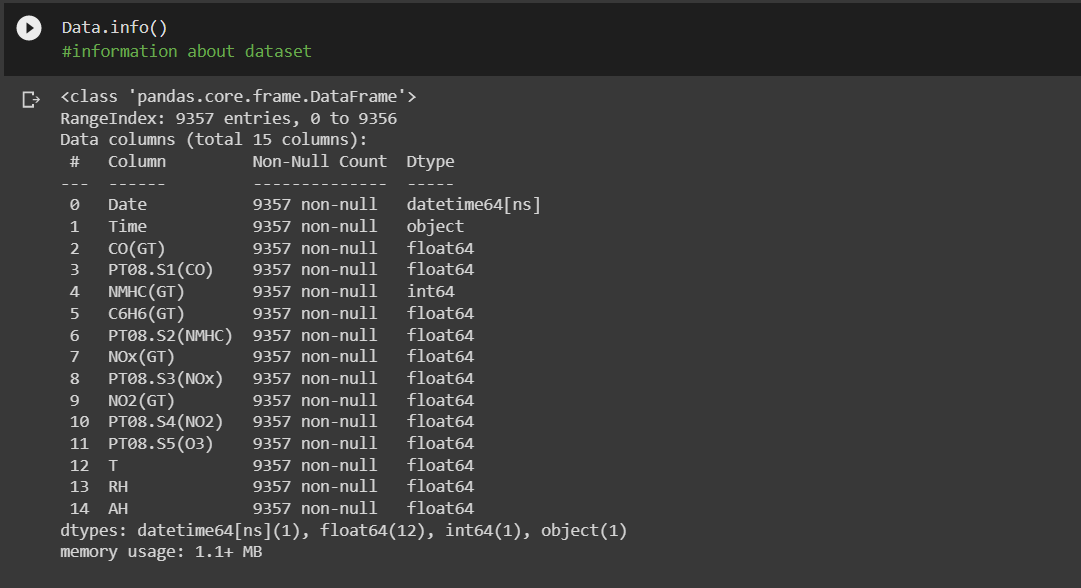 Data.info()
#information about dataset
<class 'pandas.core.frame.DataFrame'>
RangeIndex: 9357 entries, 0 to 9356
Data columns (total 15 columns):
 #   Column         Non-Null Count  Dtype
---  ------         --------------  -----
 0   Date           9357 non-null   datetime64[ns]
 1   Time           9357 non-null   object
 2   CO(GT)         9357 non-null   float64
 3   PT08.S1(CO)    9357 non-null   float64
 4   NMHC(GT)       9357 non-null   int64
 5   C6H6(GT)       9357 non-null   float64
 6   PT08.S2(NMHC)  9357 non-null   float64
 7   NOx(GT)        9357 non-null   float64
 8   PT08.S3(NOx)   9357 non-null   float64
 9   NO2(GT)        9357 non-null   float64
 10  PT08.S4(NO2)   9357 non-null   float64
 11  PT08.S5(O3)    9357 non-null   float64
 12  T              9357 non-null   float64
 13  RH             9357 non-null   float64
 14  AH             9357 non-null   float64
dtypes: datetime64[ns](1), float64(12), int64(1), object(1)
memory usage: 1.1+ MB